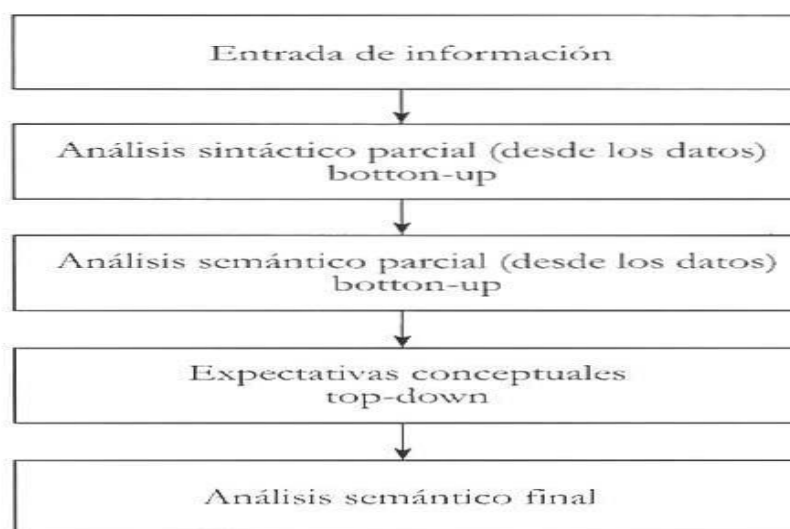 Entrada de información
Análisis sintáctico parcial (desde los datos)
botton-up
Análisis semántico parcial (desde los datos)
botton-up
Expectativas conceptuales
top-down
Análisis semántico final